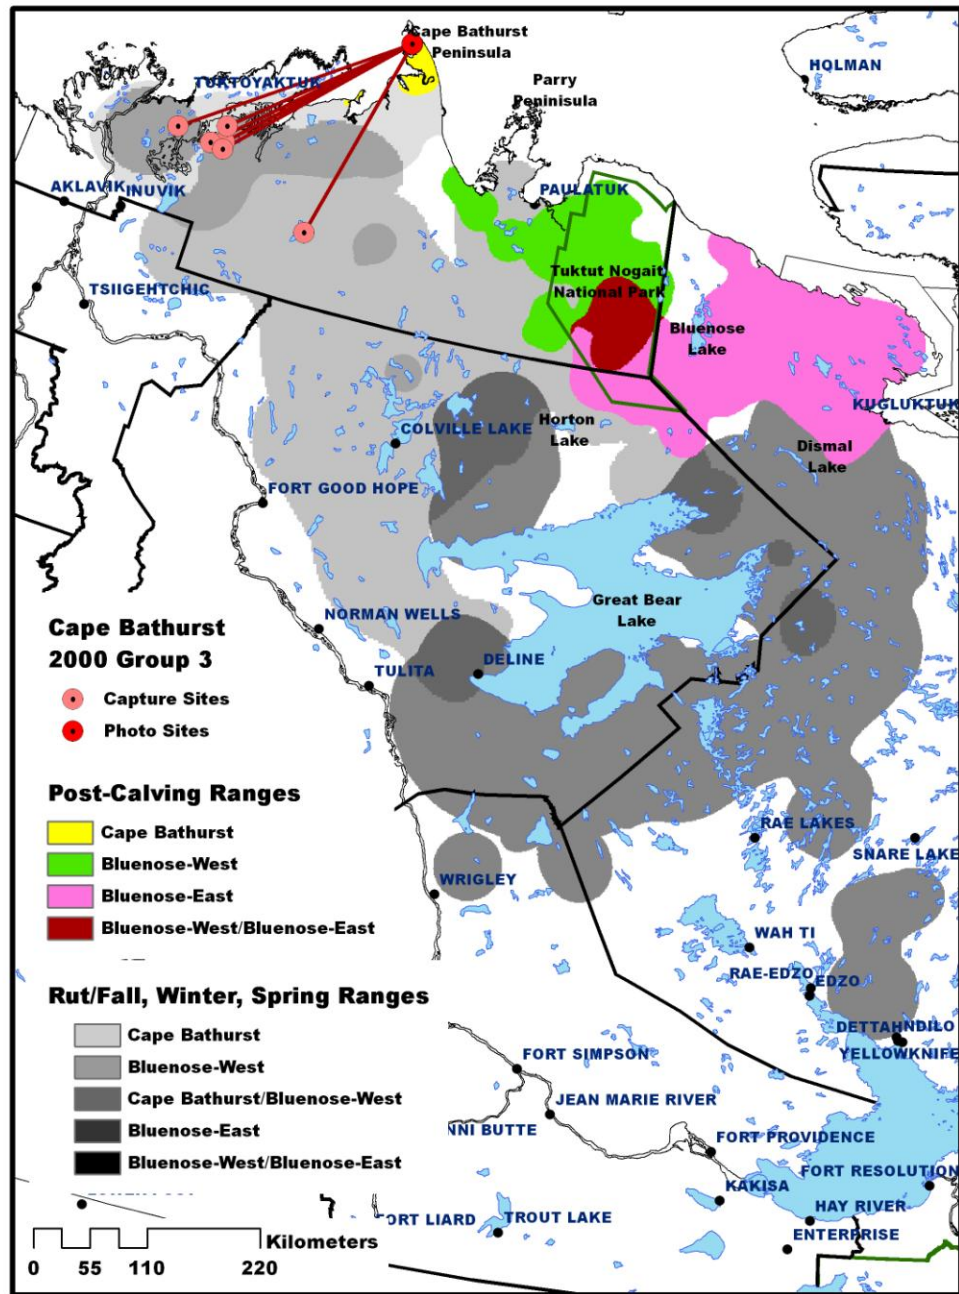 Cape Bathurst
Peninsula
HOLMAN
TUKTOYAKTUK
Parry
Peninisula
AKLAVIK
INUVIK
PAULATUK
TSIIGEHTCHIC
Tuktut Nogait
National Park
Bluenose
Lake
KUGLUKTUK
Horton
Lake
COLVILLE LAKE
Dismal
Lake
FORT GOOD HOPE
Great Bear
Lake
NORMAN WELLS
Cape Bathurst
2000 Group 3
Capture Sites
Photo Sites
TULITA
DELINE
Post-Calving Ranges
Cape Bathurst
Bluenose-West
Bluenose-East
Bluenose-West/Bluenose-East
RAE LAKES
SNARE LAKE
WRIGLEY
WAH TI
RAE-EDZO
EDZO
Rut/Fall, Winter, Spring Ranges
Cape Bathurst
Bluenose-West
Cape Bathurst/Bluenose-West
Bluenose-East
Bluenose-West/Bluenose-East
DETTAHNDILO
YELLOWKNIFE
FORT SIMPSON
JEAN MARIE RIVER
NNI BUTTE
FORT PROVIDENCE
FORT RESOLUTION
KAKISA
HAY RIVER
ORT LIARD
TROUT LAKE
ENTERPRISE
Kilometers
0 55 110 220